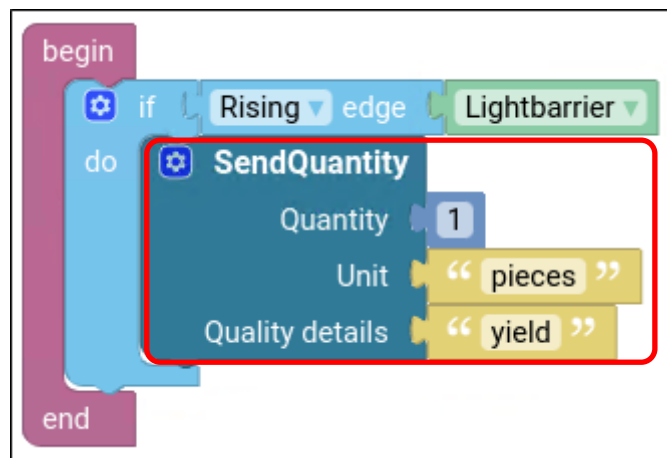 begin
if Rising edge Lightbarrier
do SendQuantity
Quantity 1
Unit “ pieces ”
Quality details “ yield ”
end